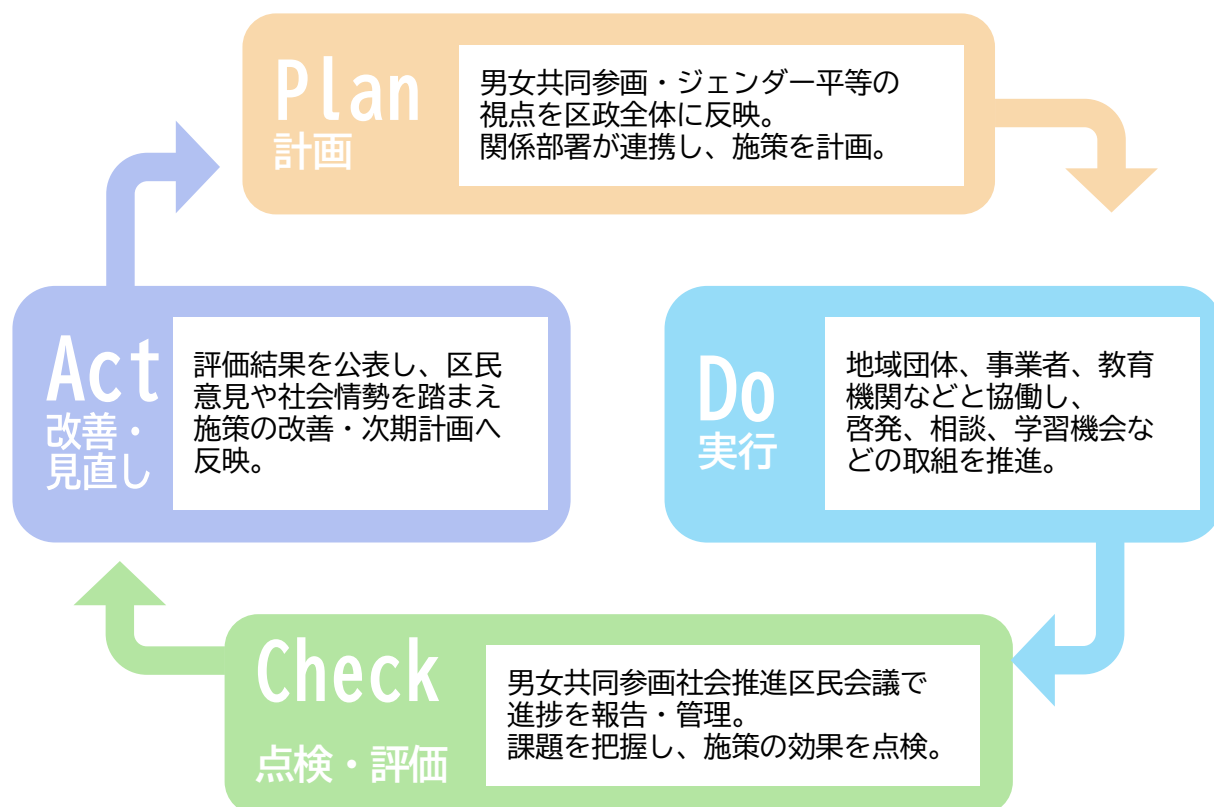 Plan
計画
男女共同参画・ジェンダー平等の
視点を区政全体に反映。
関係部署が連携し、施策を計画。
Do
実行
地域団体、事業者、教育
機関などと協働し、
啓発、相談、学習機会な
どの取組を推進。
Check
点検・評価
男女共同参画社会推進区民会議で
進捗を報告・管理。
課題を把握し、施策の効果を点検。
Act
改善・
見直し
評価結果を公表し、区民
意見や社会情勢を踏まえ
施策の改善・次期計画へ
反映。